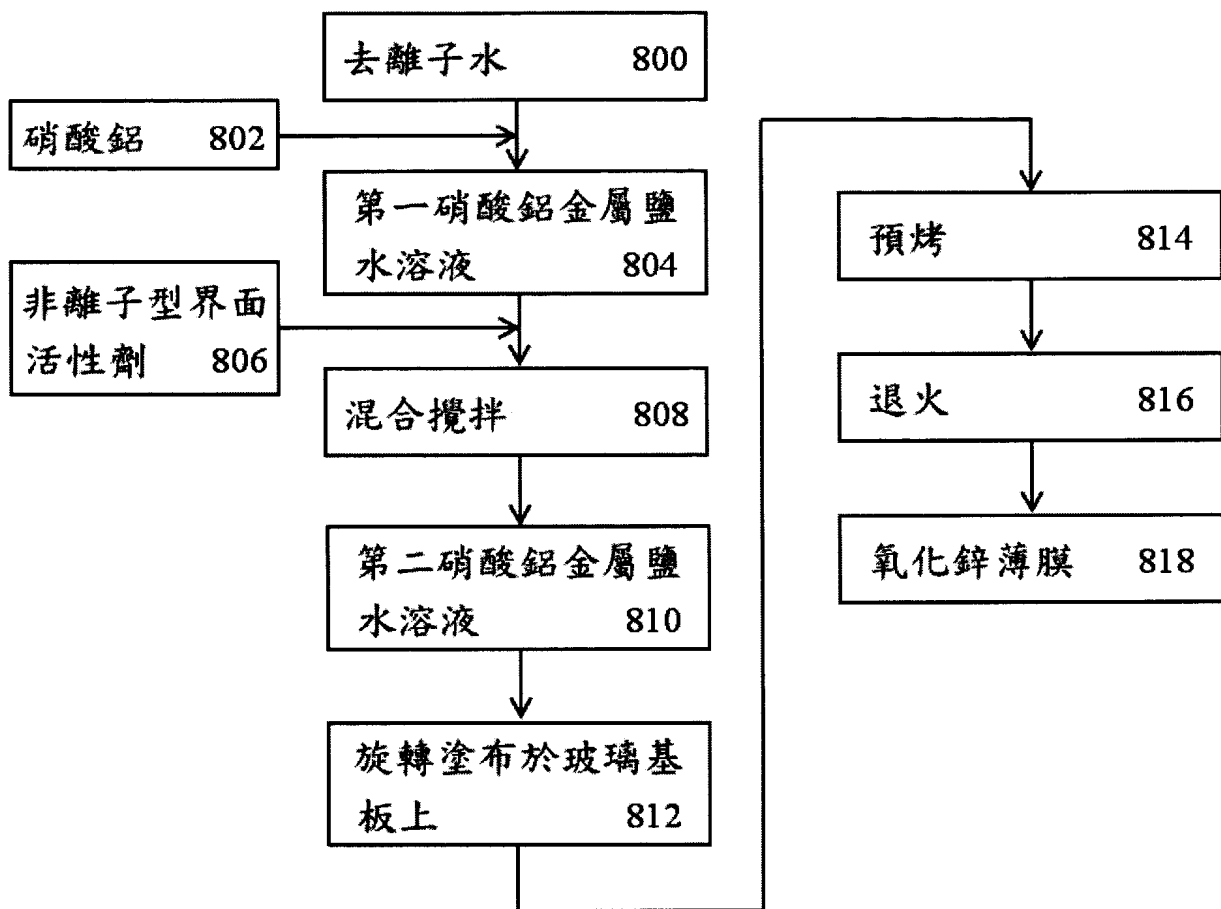 去離子水 800
硝酸鋁 802
第一硝酸鋁金屬鹽
水溶液 804
非離子型界面
活性劑 806
混合攪拌 808
第二硝酸鋁金屬鹽
水溶液 810
旋轉塗布於玻璃基
板上 812
預烤 814
退火 816
氧化鋅薄膜 818